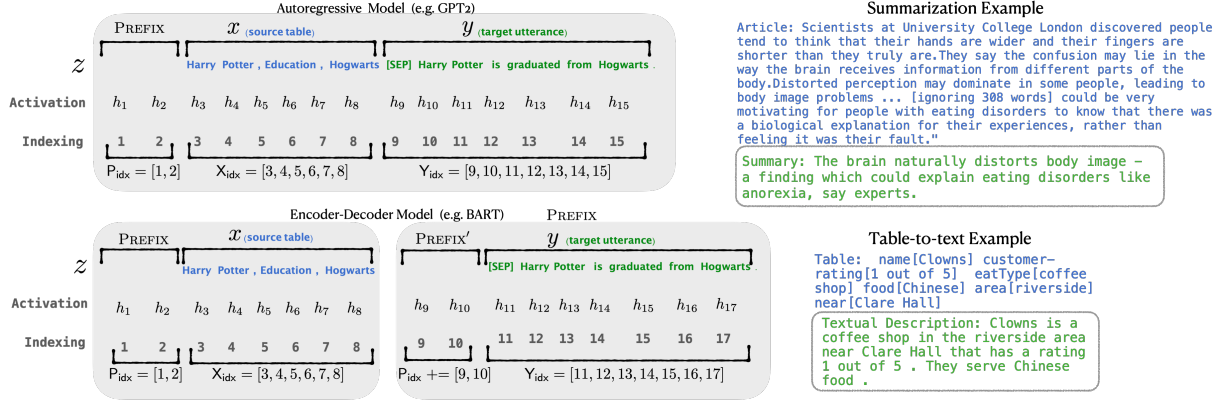 Autoregressive Model (e.g. GPT2)
PREFIX x (source table) y (target utterance)
z Harry Potter , Education , Hogwarts [SEP] Harry Potter is graduated from Hogwarts .
Activation h1 h2 h3 h4 h5 h6 h7 h8 h9 h10 h11 h12 h13 h14 h15
Indexing 1 2 3 4 5 6 7 8 9 10 11 12 13 14 15
Pidx = [1, 2] Xidx = [3, 4, 5, 6, 7, 8] Yidx = [9, 10, 11, 12, 13, 14, 15]
Encoder-Decoder Model (e.g. BART) PREFIX
PREFIX x (source table) PREFIX′ y (target utterance)
z Harry Potter , Education , Hogwarts [SEP] Harry Potter is graduated from Hogwarts .
Activation h1 h2 h3 h4 h5 h6 h7 h8 h9 h10 h11 h12 h13 h14 h15 h16 h17
Indexing 1 2 3 4 5 6 7 8 9 10 11 12 13 14 15 16 17
Pidx = [1, 2] Xidx = [3, 4, 5, 6, 7, 8] Pidx += [9, 10] Yidx = [11, 12, 13, 14, 15, 16, 17]
Summarization Example
Article: Scientists at University College London discovered people
tend to think that their hands are wider and their fingers are
shorter than they truly are.They say the confusion may lie in the
way the brain receives information from different parts of the
body.Distorted perception may dominate in some people, leading to
body image problems ... [ignoring 308 words] could be very
motivating for people with eating disorders to know that there was
a biological explanation for their experiences, rather than
feeling it was their fault."
Summary: The brain naturally distorts body image –
a finding which could explain eating disorders like
anorexia, say experts.
Table-to-text Example
Table: name[Clowns] customer-
rating[1 out of 5] eatType[coffee
shop] food[Chinese] area[riverside]
near[Clare Hall]
Textual Description: Clowns is a
coffee shop in the riverside area
near Clare Hall that has a rating
1 out of 5 . They serve Chinese
food .